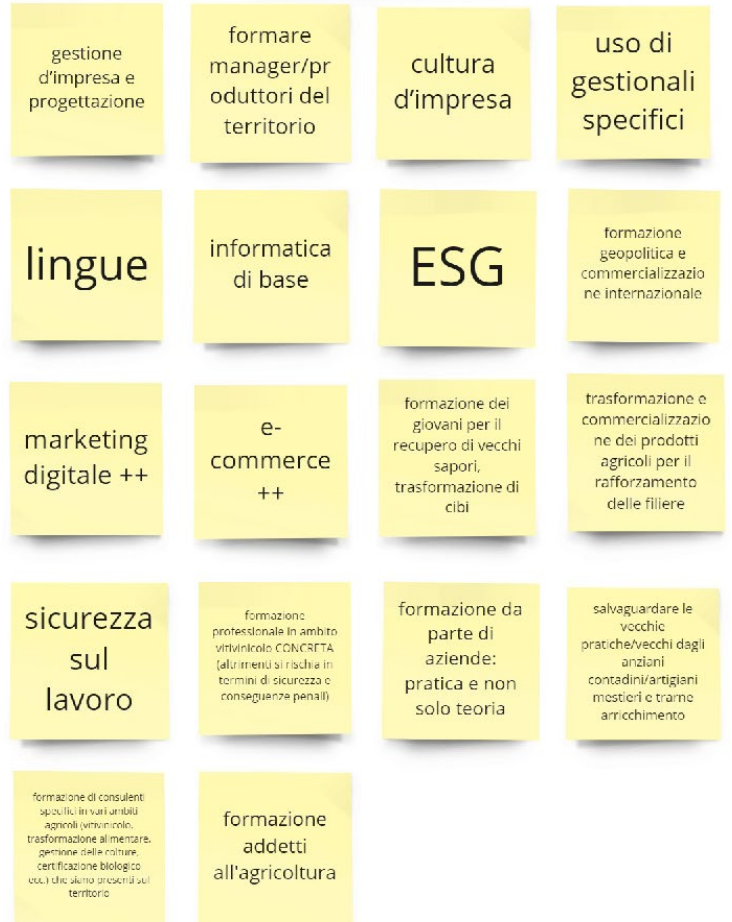 gestione
d'impresa e
progettazione
formare
manager/pr
oduttori del
territorio
cultura
d'impresa
uso di
gestionali
specifici
lingue
informatica
di base
ESG
formazione
geopolitica e
commercializzazio
ne internazionale
marketing
digitale ++
e-
commerce
++
formazione dei
giovani per il
recupero di vecchi
sapori,
trasformazione di
cibi
trasformazione e
commercializzazio
ne dei prodotti
agricoli per il
rafforzamento
delle filiere
sicurezza
sul
lavoro
formazione
professionale in ambito
vitivinicolo CONCRETA
(altrimenti si rischia in
termini di sicurezza e
conseguenze penali)
formazione da
parte di
aziende:
pratica e non
solo teoria
salvaguardare le
vecchie
pratiche/vecchi dagli
anziani
contadini/artigiani
mestieri e trarne
arricchimento
formazione di consulenti
specifici in vari ambiti
agricoli (vitivinicolo,
trasformazione alimentare,
gestione delle colture,
certificazione biologico
ecc.) che siano presenti sul
territorio
formazione
addetti
all'agricoltura